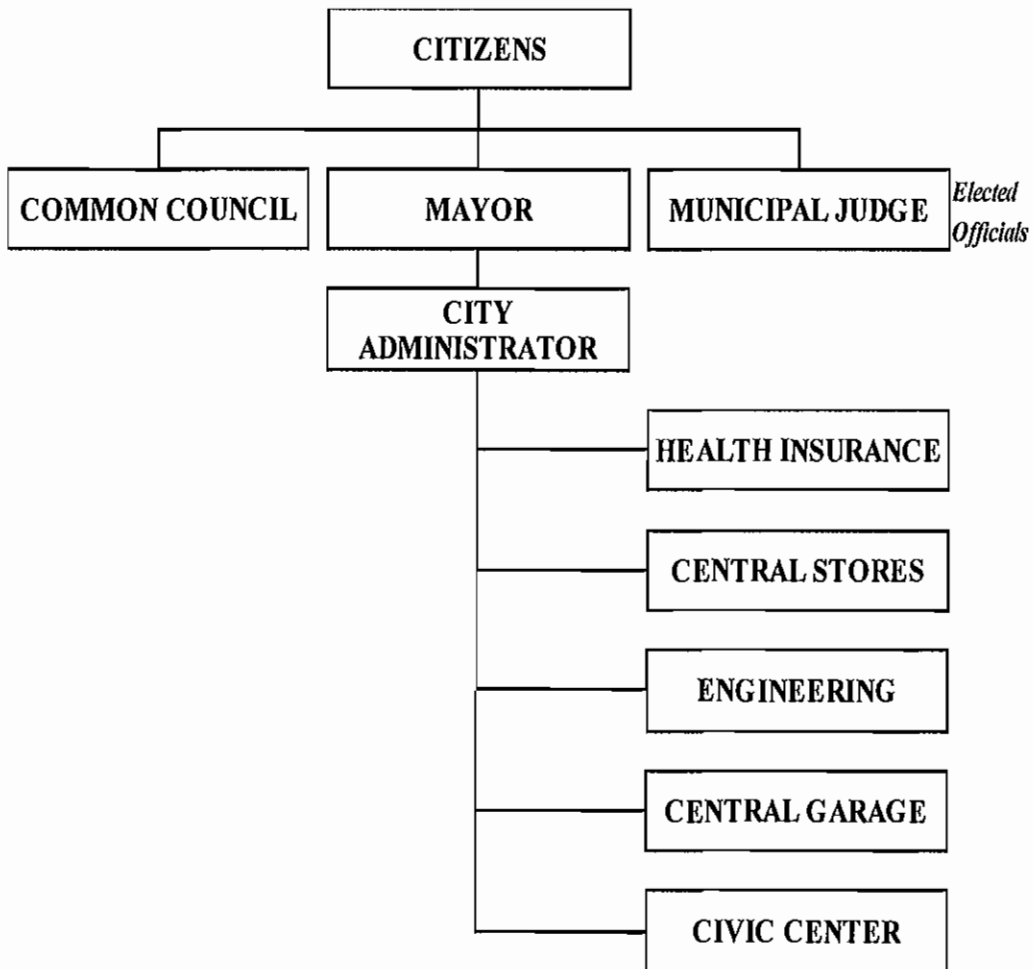 CITIZENS
COMMON COUNCIL
MAYOR
MUNICIPAL JUDGE
Elected
Officials
CITY
ADMINISTRATOR
HEALTH INSURANCE
CENTRAL STORES
ENGINEERING
CENTRAL GARAGE
CIVIC CENTER